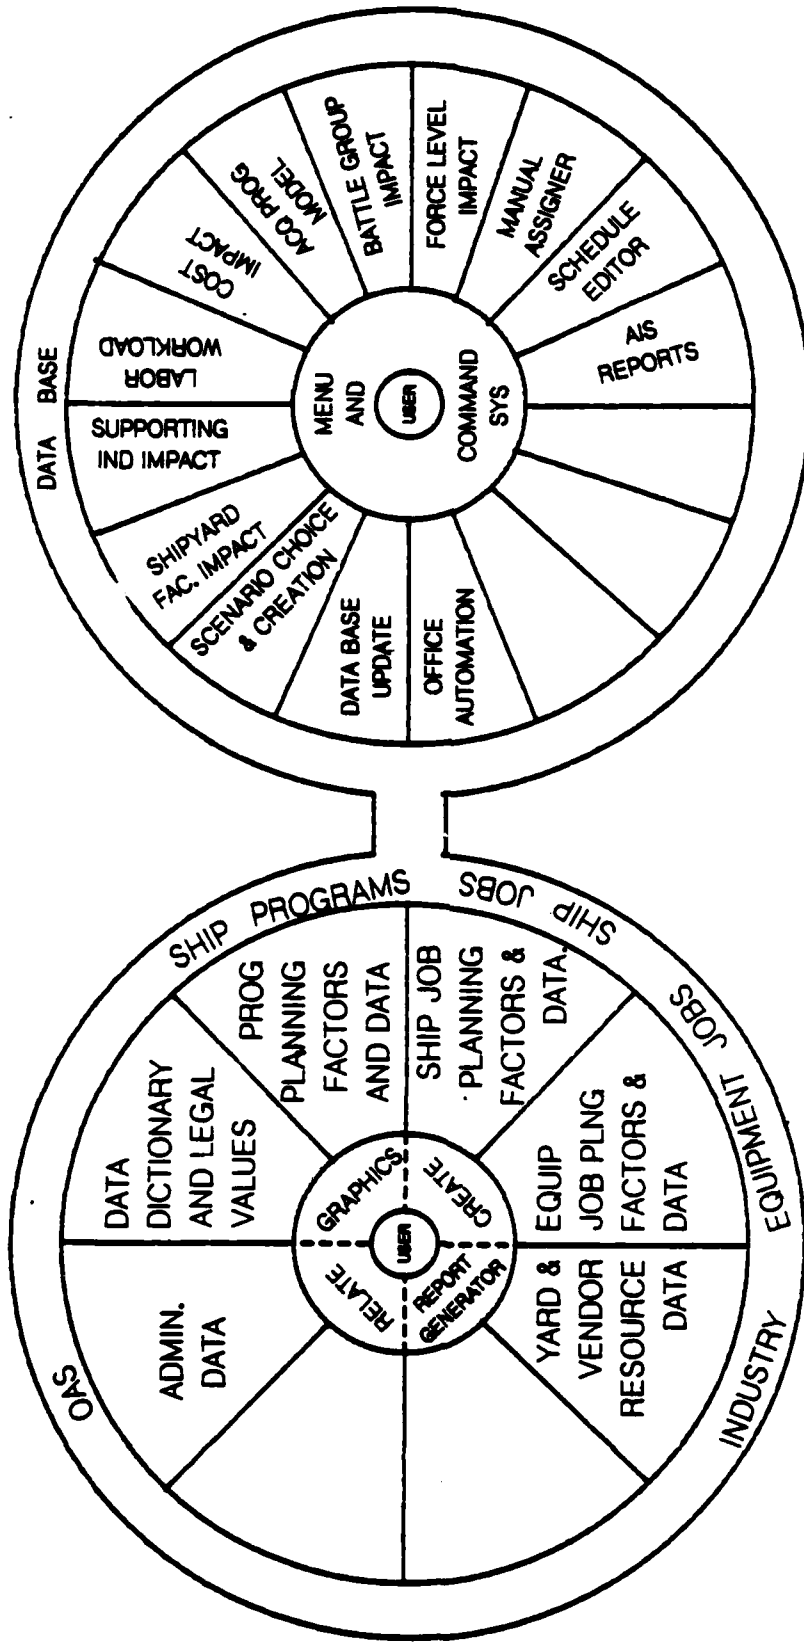 OAS
SHIP PROGRAMS
SHIP JOBS
EQUIPMENT JOBS
INDUSTRY
ADMIN.
DATA
DATA
DICTIONARY
AND LEGAL
VALUES
PROG
PLANNING
FACTORS
AND DATA
SHIP JOB
PLANNING
FACTORS &
DATA.
EQUIP
JOB PLNG
FACTORS &
DATA
YARD &
VENDOR
RESOURCE
DATA
RELATE
GRAPHICS
CREATE
REPORT
GENERATOR
USER
DATA BASE
SUPPORTING
IND IMPACT
LABOR
WORKLOAD
COST
IMPACT
ACQ PROG
MODEL
BATTLE GROUP
IMPACT
FORCE LEVEL
IMPACT
MANUAL
ASSIGNER
SCHEDULE
EDITOR
AIS
REPORTS
OFFICE
AUTOMATION
DATA BASE
UPDATE
SCENARIO CHOICE
& CREATION
SHIPYARD
FAC. IMPACT
MENU
AND
USER
COMMAND
SYS